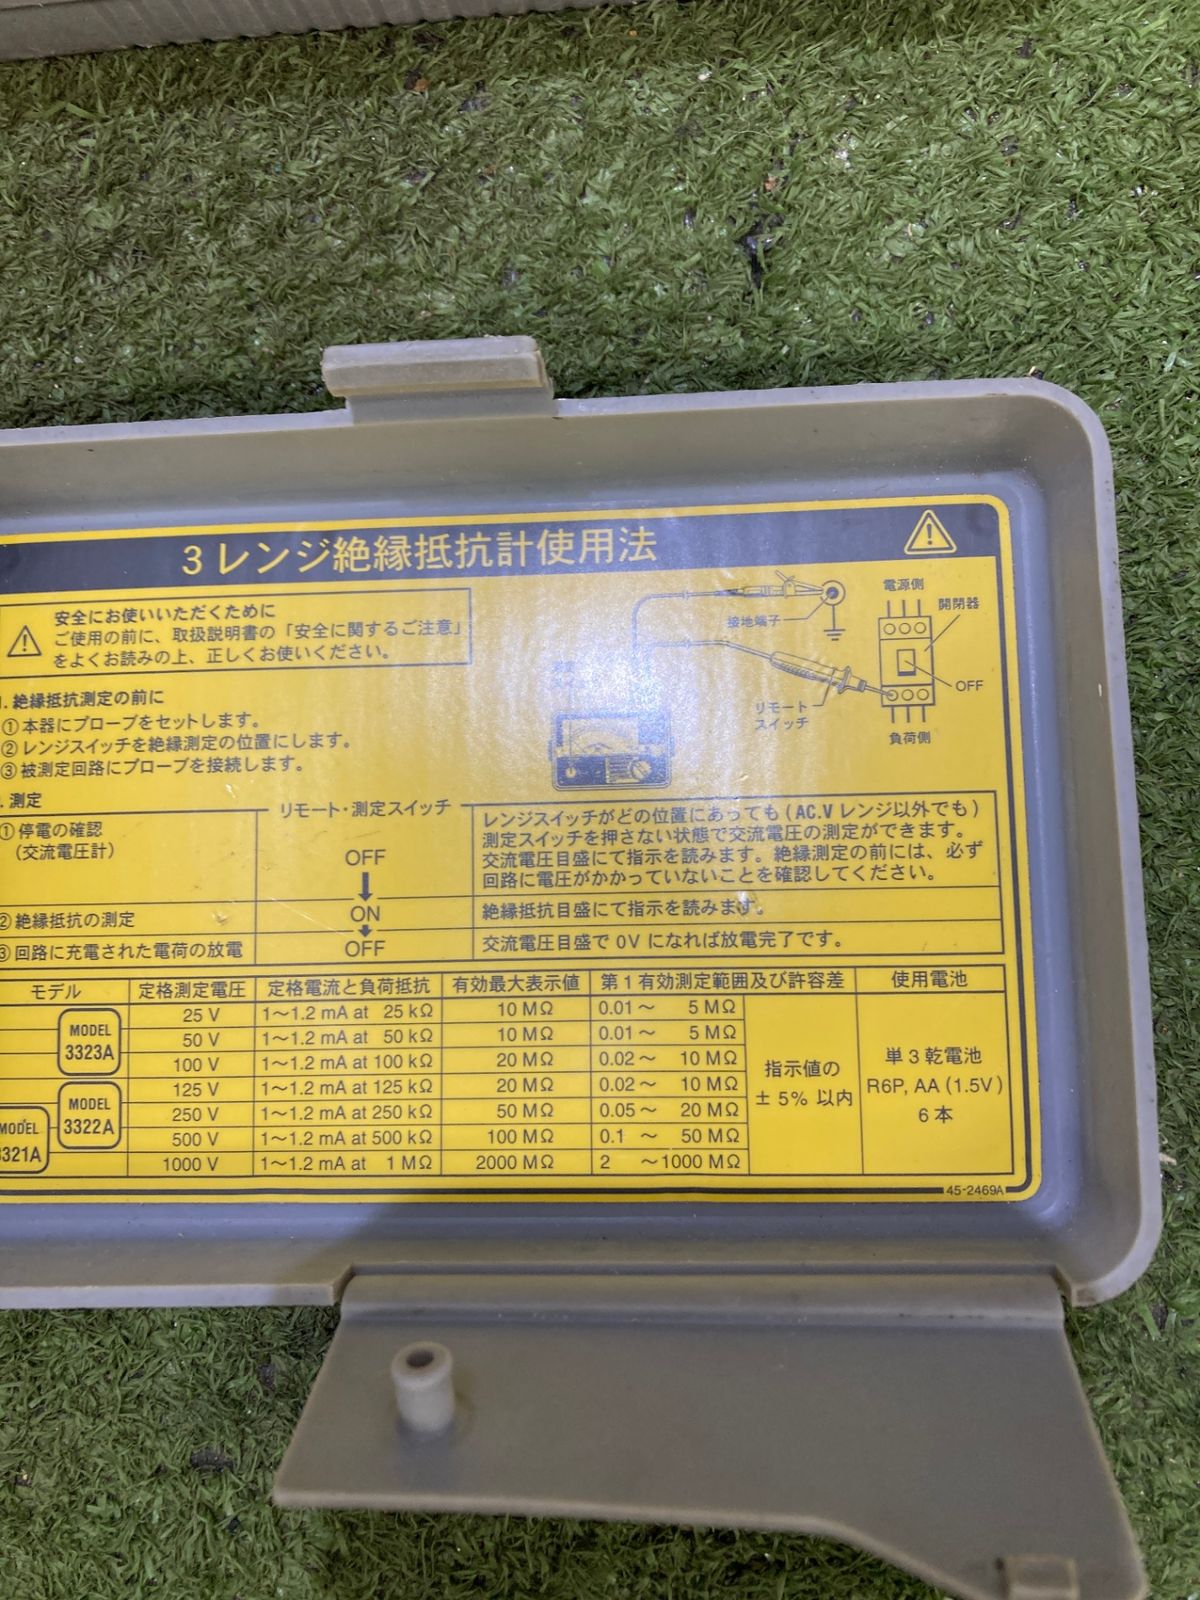 3レンジ絶縁抵抗計使用法
安全にお使いいただくために
ご使用の前に、取扱説明書の「安全に関するご注意」
をよくお読みの上、正しくお使いください。
接地端子
電源側
開閉器
OFF
リモート
スイッチ
負荷側
1. 絶縁抵抗測定の前に
①本器にプローブをセットします。
②レンジスイッチを絶縁測定の位置にします。
③被測定回路にプローブを接続します。
. 測定
リモート・測定スイッチ
①停電の確認
(交流電圧計)
OFF
レンジスイッチがどの位置にあっても(AC.Vレンジ以外でも)
測定スイッチを押さない状態で交流電圧の測定ができます。
交流電圧目盛にて指示を読みます。絶縁測定の前には、必ず
回路に電圧がかかっていないことを確認してください。
②絶縁抵抗の測定
ON
絶縁抵抗目盛にて指示を読みます。
③回路に充電された電荷の放電
OFF
交流電圧目盛で 0V になれば放電完了です。
モデル 定格測定電圧 定格電流と負荷抵抗 有効最大表示値 第1有効測定範囲及び許容差 使用電池
25 V 1〜1.2 mA at 25 kΩ 10 MΩ 0.01〜 5 MΩ
50 V 1〜1.2 mA at 50 kΩ 10 MΩ 0.01〜 5 MΩ
100 V 1〜1.2 mA at 100 kΩ 20 MΩ 0.02〜 10 MΩ
125 V 1〜1.2 mA at 125 kΩ 20 MΩ 0.02〜 10 MΩ
250 V 1〜1.2 mA at 250 kΩ 50 MΩ 0.05〜 20 MΩ
500 V 1〜1.2 mA at 500 kΩ 100 MΩ 0.1 〜 50 MΩ
1000 V 1〜1.2 mA at 1 MΩ 2000 MΩ 2 〜1000 MΩ
MODEL
3323A
MODEL
3322A
MODEL
3321A
指示値の
± 5% 以内
単3乾電池
R6P, AA (1.5V)
6本
45-2469A